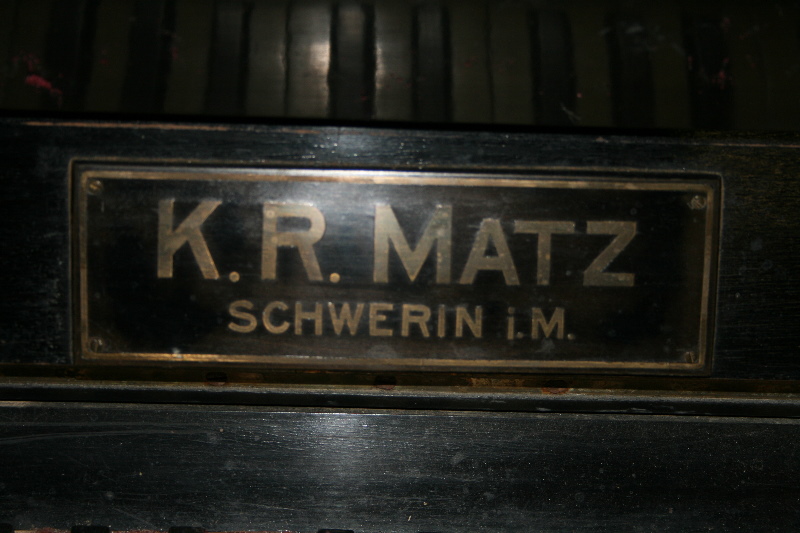 K. R. MATZ
SCHWERIN i. M.